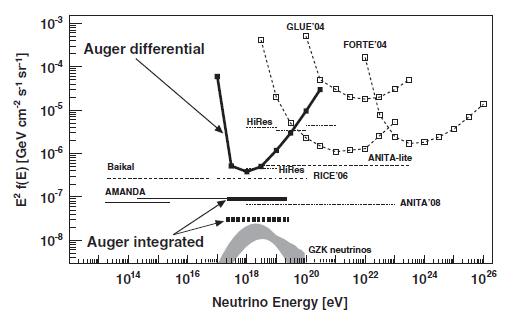 GLUE'04
FORTE'04
Auger differential
HiRes
HiRes
ANITA-lite
RICE'06
Baikal
AMANDA
ANITA'08
Auger integrated
GZK neutrinos
E² f(E) [GeV cm⁻² s⁻¹ sr⁻¹]
10⁻³
10⁻⁴
10⁻⁵
10⁻⁶
10⁻⁷
10⁻⁸
10¹⁴ 10¹⁶ 10¹⁸ 10²⁰ 10²² 10²⁴ 10²⁶
Neutrino Energy [eV]